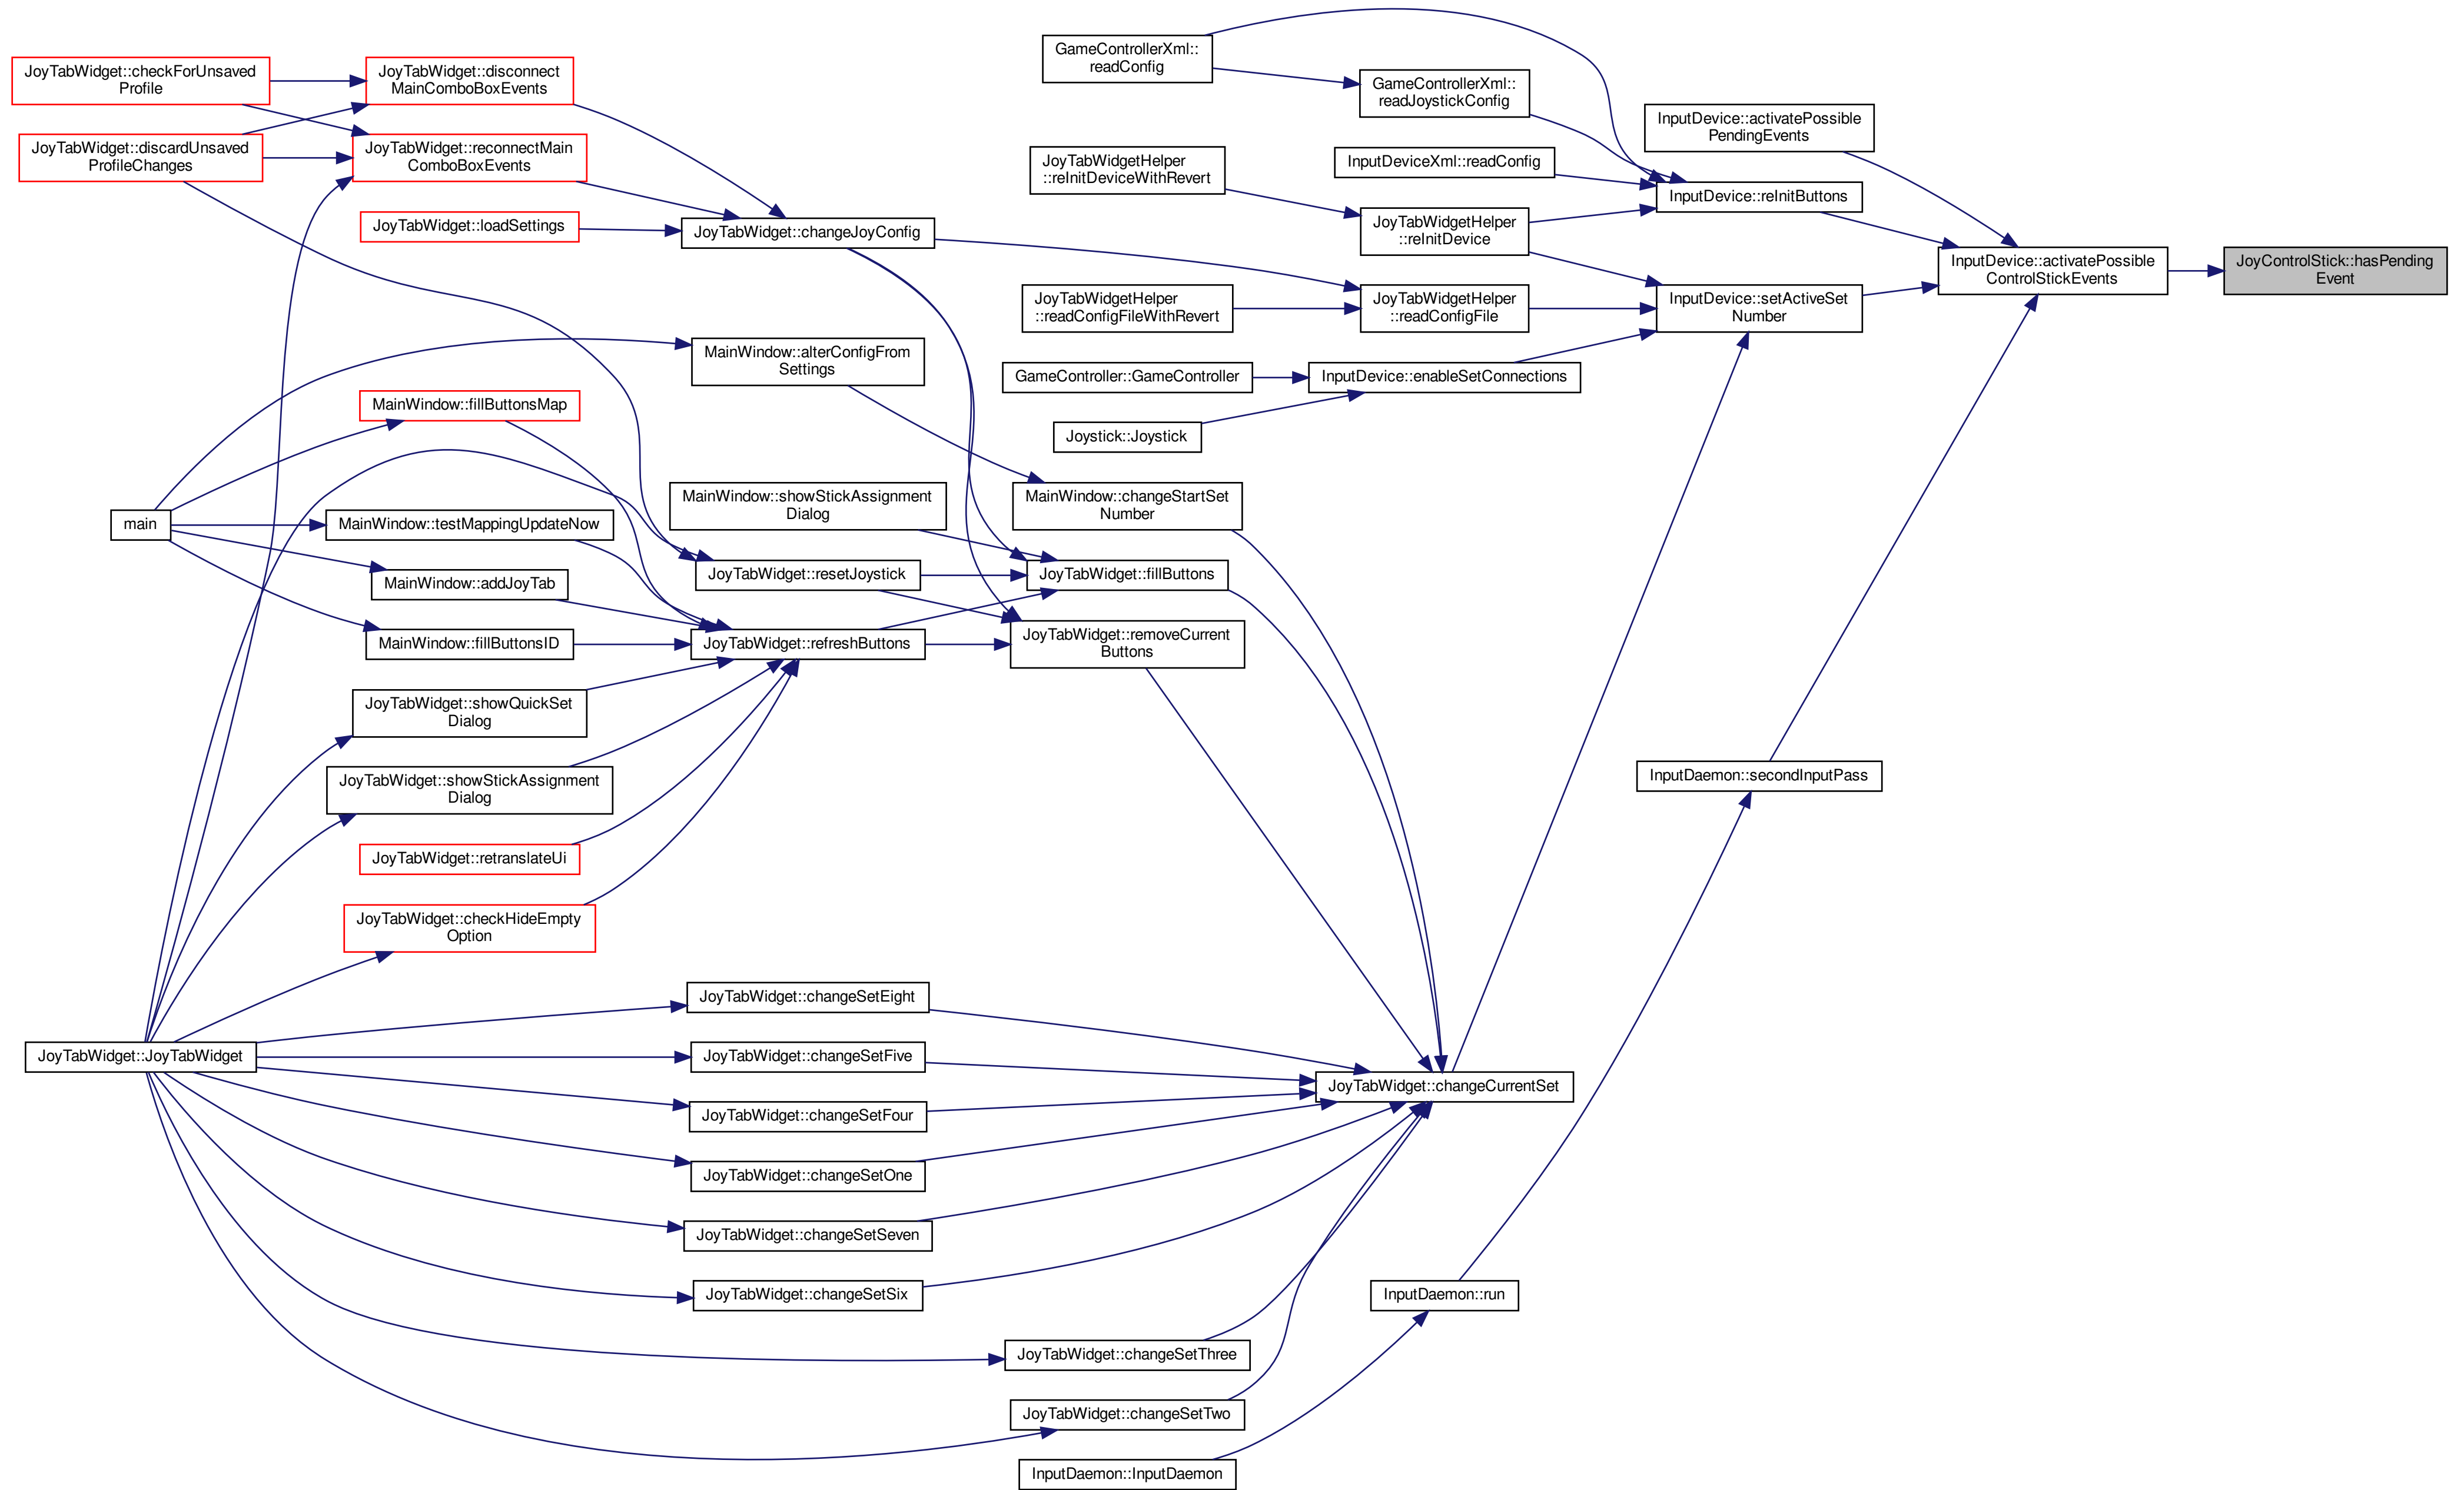 JoyControlStick::hasPending
Event
InputDevice::activatePossible
ControlStickEvents
InputDevice::activatePossible
PendingEvents
InputDevice::reInitButtons
InputDevice::setActiveSet
Number
InputDaemon::secondInputPass
GameControllerXml::
readConfig
GameControllerXml::
readJoystickConfig
InputDeviceXml::readConfig
JoyTabWidgetHelper
::reInitDeviceWithRevert
JoyTabWidgetHelper
::reInitDevice
JoyTabWidgetHelper
::readConfigFileWithRevert
JoyTabWidgetHelper
::readConfigFile
GameController::GameController
InputDevice::enableSetConnections
Joystick::Joystick
JoyTabWidget::checkForUnsaved
Profile
JoyTabWidget::disconnect
MainComboBoxEvents
JoyTabWidget::discardUnsaved
ProfileChanges
JoyTabWidget::reconnectMain
ComboBoxEvents
JoyTabWidget::loadSettings
JoyTabWidget::changeJoyConfig
MainWindow::alterConfigFrom
Settings
MainWindow::fillButtonsMap
MainWindow::showStickAssignment
Dialog
MainWindow::changeStartSet
Number
main
MainWindow::testMappingUpdateNow
MainWindow::addJoyTab
JoyTabWidget::resetJoystick
JoyTabWidget::fillButtons
MainWindow::fillButtonsID
JoyTabWidget::refreshButtons
JoyTabWidget::removeCurrent
Buttons
JoyTabWidget::showQuickSet
Dialog
JoyTabWidget::showStickAssignment
Dialog
JoyTabWidget::retranslateUi
JoyTabWidget::checkHideEmpty
Option
JoyTabWidget::JoyTabWidget
JoyTabWidget::changeSetEight
JoyTabWidget::changeSetFive
JoyTabWidget::changeCurrentSet
JoyTabWidget::changeSetFour
JoyTabWidget::changeSetOne
JoyTabWidget::changeSetSeven
JoyTabWidget::changeSetSix
InputDaemon::run
JoyTabWidget::changeSetThree
JoyTabWidget::changeSetTwo
InputDaemon::InputDaemon